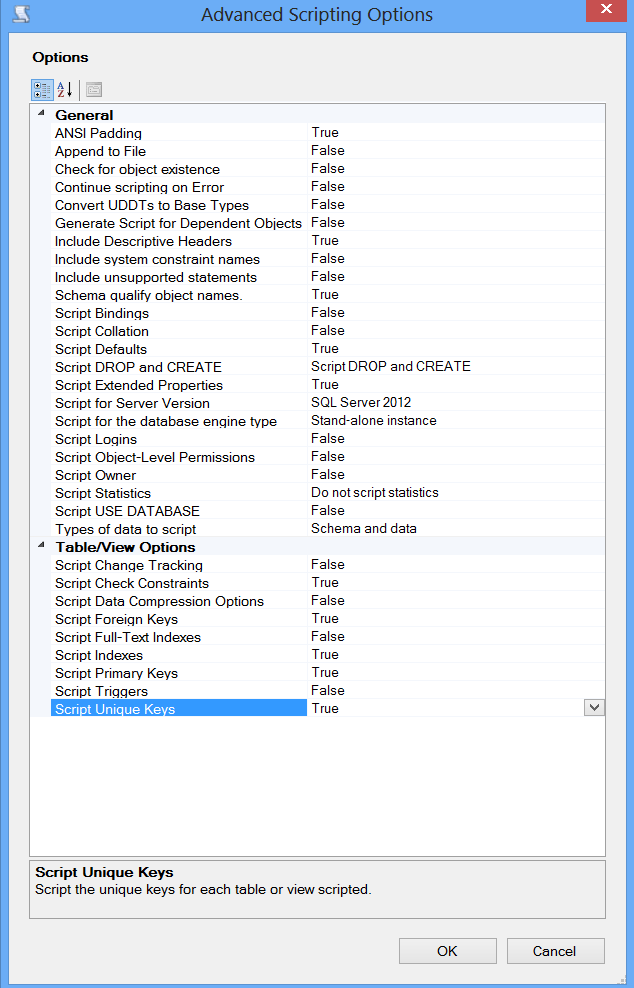 Advanced Scripting Options
Options
General
ANSI Padding True
Append to File False
Check for object existence False
Continue scripting on Error False
Convert UDDTs to Base Types False
Generate Script for Dependent Objects False
Include Descriptive Headers True
Include system constraint names False
Include unsupported statements False
Schema qualify object names. True
Script Bindings False
Script Collation False
Script Defaults True
Script DROP and CREATE Script DROP and CREATE
Script Extended Properties True
Script for Server Version SQL Server 2012
Script for the database engine type Stand-alone instance
Script Logins False
Script Object-Level Permissions False
Script Owner False
Script Statistics Do not script statistics
Script USE DATABASE False
Types of data to script Schema and data
Table/View Options
Script Change Tracking False
Script Check Constraints True
Script Data Compression Options False
Script Foreign Keys True
Script Full-Text Indexes False
Script Indexes True
Script Primary Keys True
Script Triggers False
Script Unique Keys True
Script Unique Keys
Script the unique keys for each table or view scripted.
OK Cancel